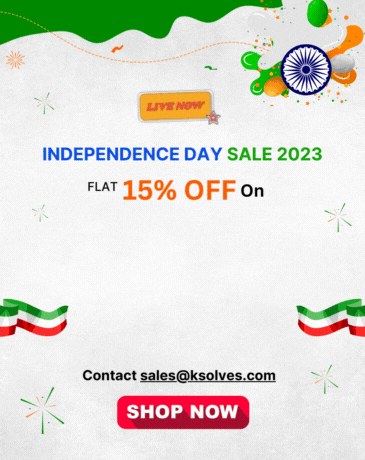 LIVE NOW
INDEPENDENCE DAY SALE 2023
FLAT 15% OFF On
Contact sales@ksolves.com
SHOP NOW